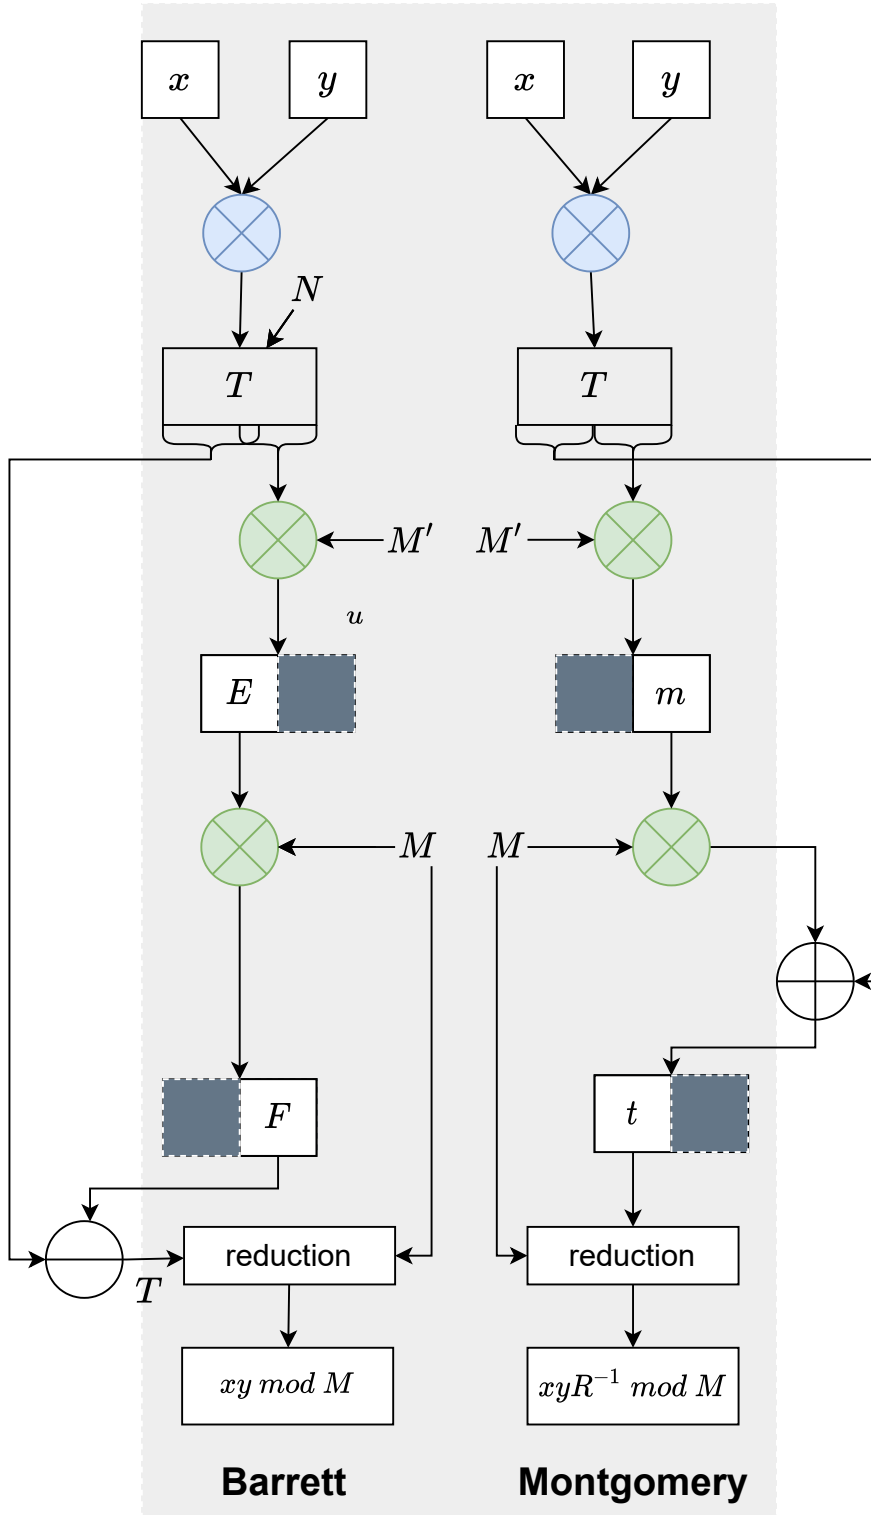 x y x y
N
T T
M′ M′
u
E m
M M
F t
reduction reduction
T
xy mod M xyR⁻¹ mod M
Barrett Montgomery